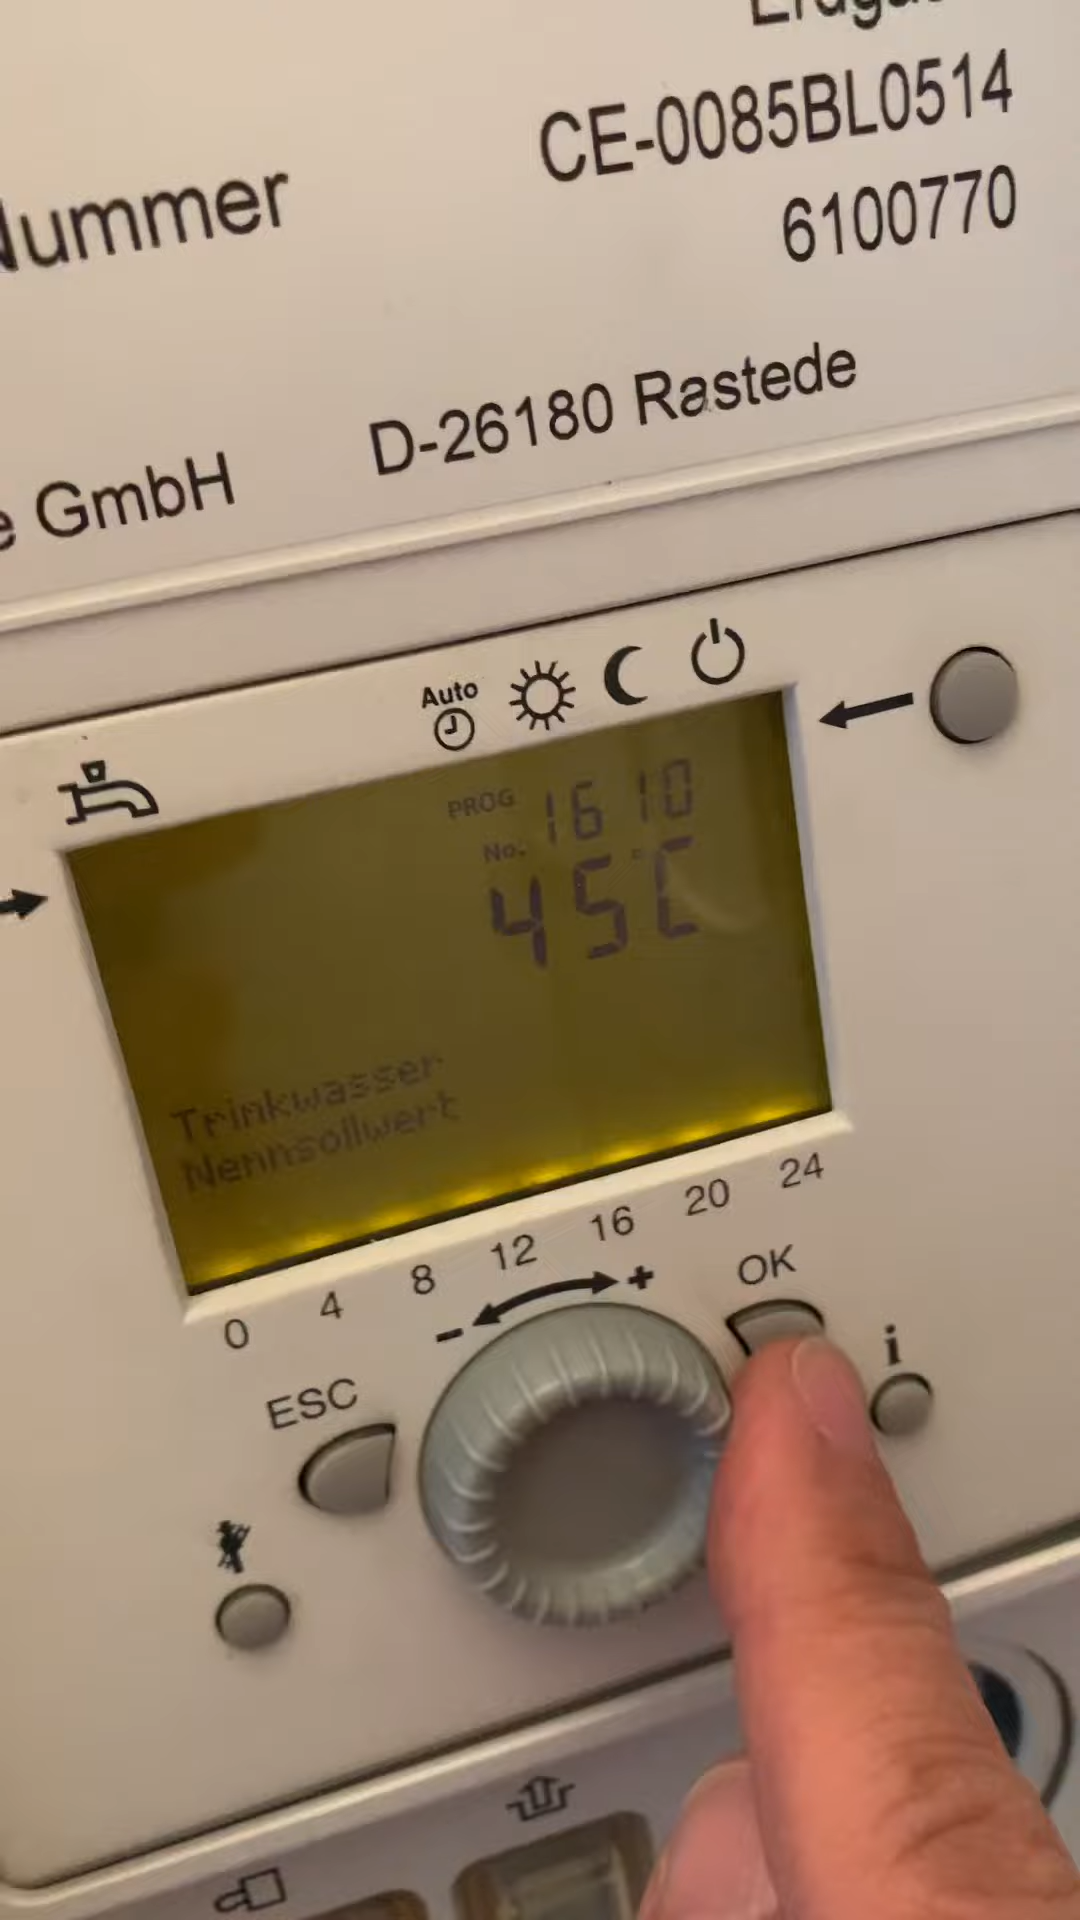 CE-0085BL0514
Nummer 6100770
e GmbH D-26180 Rastede
Auto
PROG 1610
No.
45°C
Trinkwasser
Nennsollwert
0 4 8 12 16 20 24
- +
OK
ESC
i